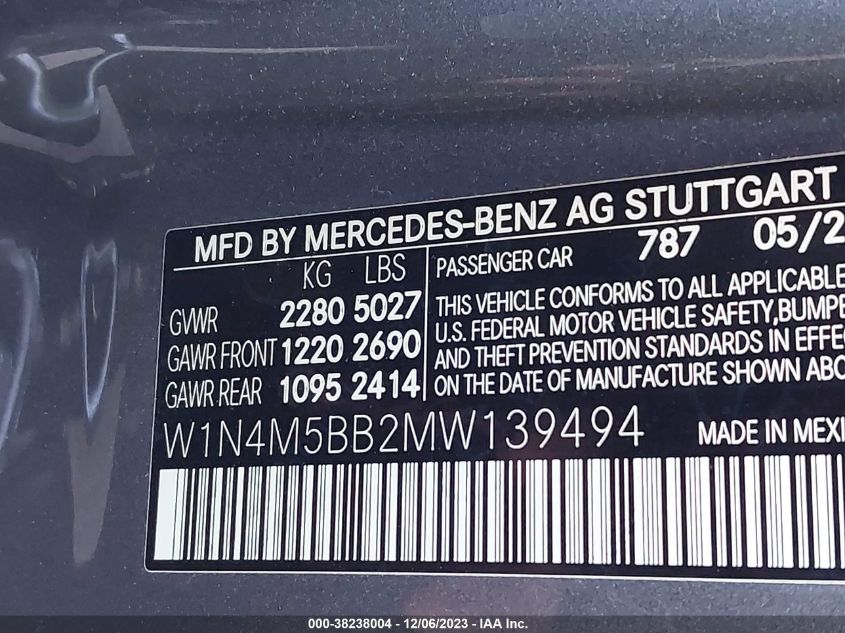 MFD BY MERCEDES-BENZ AG STUTTGART
KG LBS
GVWR 2280 5027
GAWR FRONT 1220 2690
GAWR REAR 1095 2414
PASSENGER CAR 787 05/2
THIS VEHICLE CONFORMS TO ALL APPLICABLE
U.S. FEDERAL MOTOR VEHICLE SAFETY,BUMPE
AND THEFT PREVENTION STANDARDS IN EFFE
ON THE DATE OF MANUFACTURE SHOWN ABO
W1N4M5BB2MW139494 MADE IN MEXI
000-38238004 - 12/06/2023 - IAA Inc.